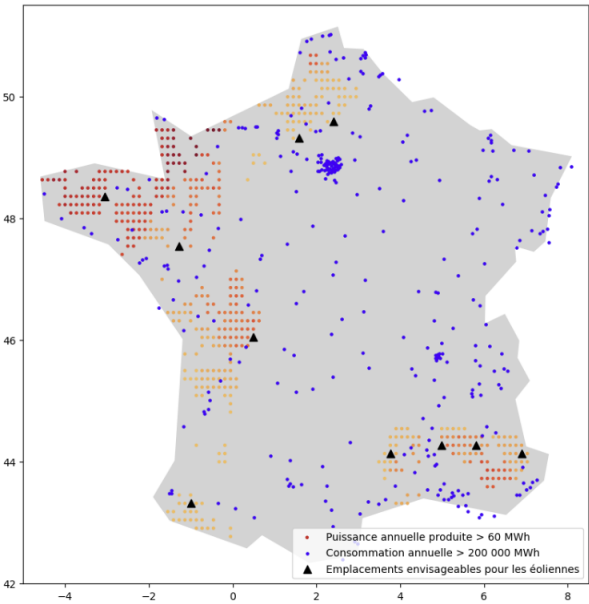 50
48
46
44
42
Puissance annuelle produite > 60 MWh
Consommation annuelle > 200 000 MWh
Emplacements envisageables pour les éoliennes
−4 −2 0 2 4 6 8